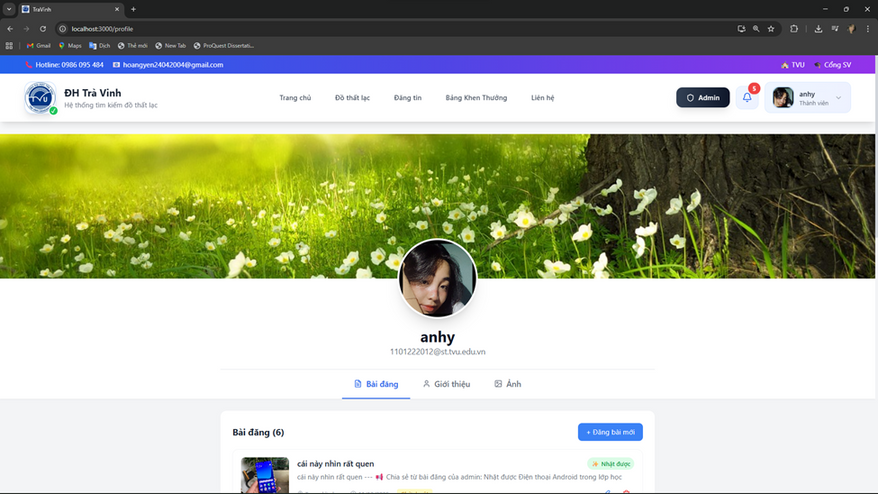 TraVinh
localhost:3000/profile
Gmail Maps Dịch Thẻ mới New Tab ProQuest Dissertati...
Hotline: 0986 095 484 hoangyen24042004@gmail.com TVU Cổng SV
TVU
ĐH Trà Vinh
Hệ thống tìm kiếm đồ thất lạc
Trang chủ Đồ thất lạc Đăng tin Bảng Khen Thưởng Liên hệ
Admin
5
anhy
Thành viên
anhy
1101222012@st.tvu.edu.vn
Bài đăng Giới thiệu Ảnh
Bài đăng (6)
+ Đăng bài mới
cái này nhìn rất quen
Nhặt được
cái này nhìn rất quen --- Chia sẻ từ bài đăng của admin: Nhặt được Điện thoại Android trong lớp học